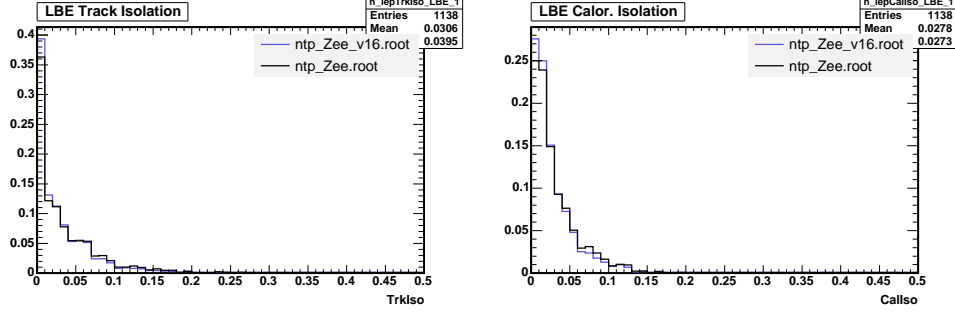 LBE Track Isolation
h_lepTrkIso_LBE_1
Entries 1138
Mean 0.0306
0.0395
ntp_Zee_v16.root
ntp_Zee.root
0.4
0.35
0.3
0.25
0.2
0.15
0.1
0.05
0
0 0.05 0.1 0.15 0.2 0.25 0.3 0.35 0.4 0.45 0.5
TrkIso
LBE Calor. Isolation
h_lepCalIso_LBE_1
Entries 1138
Mean 0.0278
0.0273
ntp_Zee_v16.root
ntp_Zee.root
0.25
0.2
0.15
0.1
0.05
0
0 0.05 0.1 0.15 0.2 0.25 0.3 0.35 0.4 0.45 0.5
CalIso